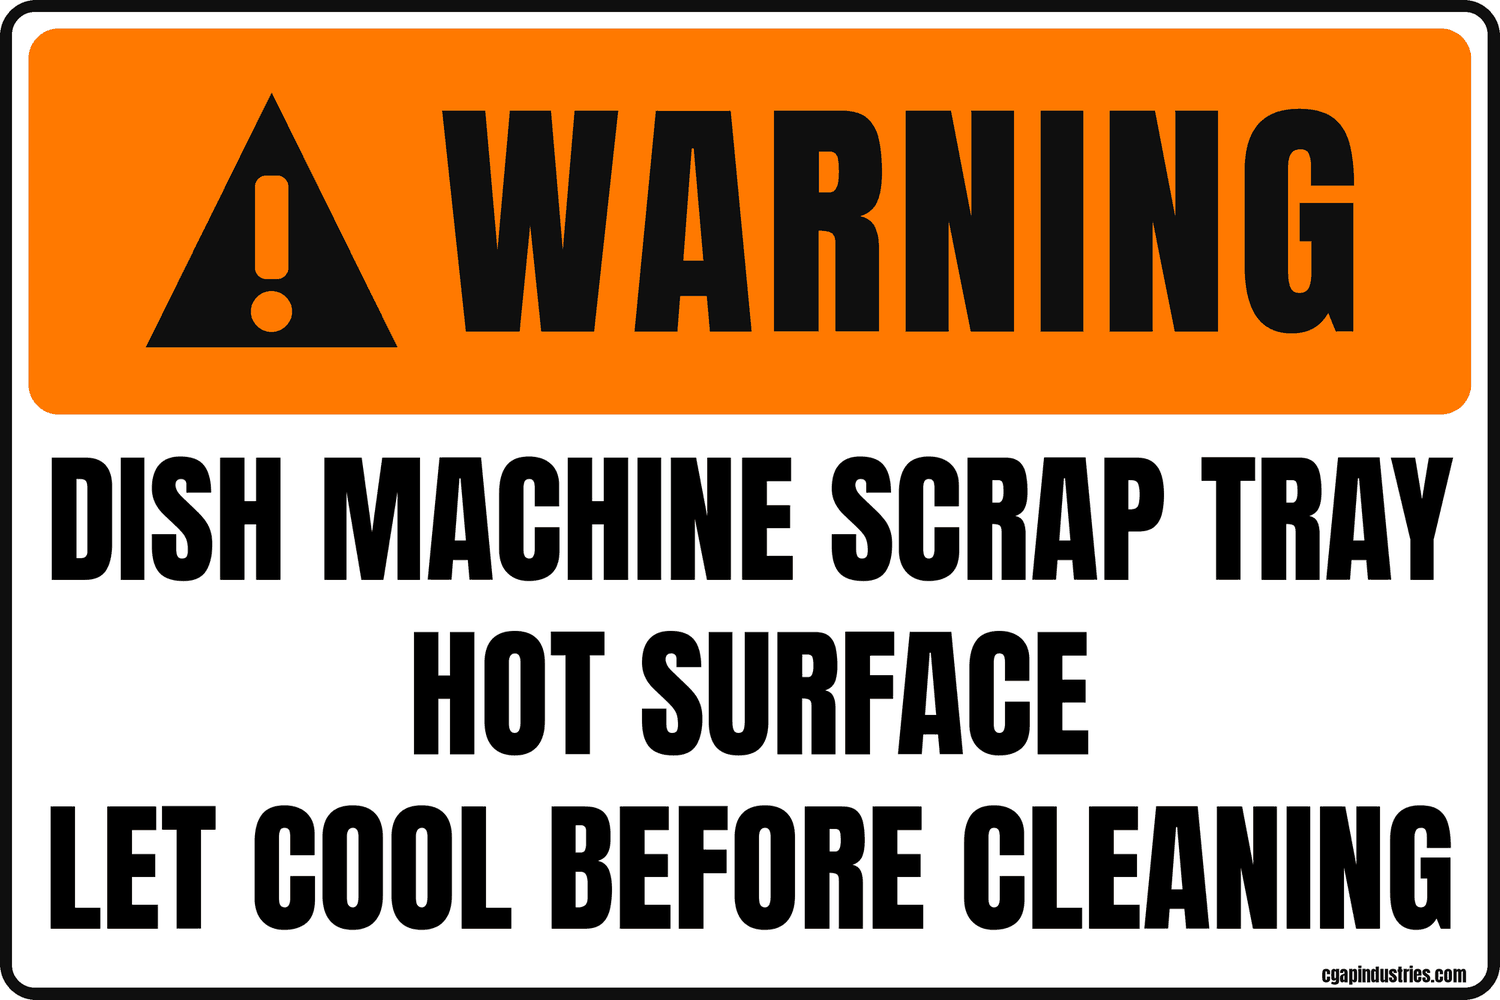 WARNING
DISH MACHINE SCRAP TRAY
HOT SURFACE
LET COOL BEFORE CLEANING
cgapindustries.com